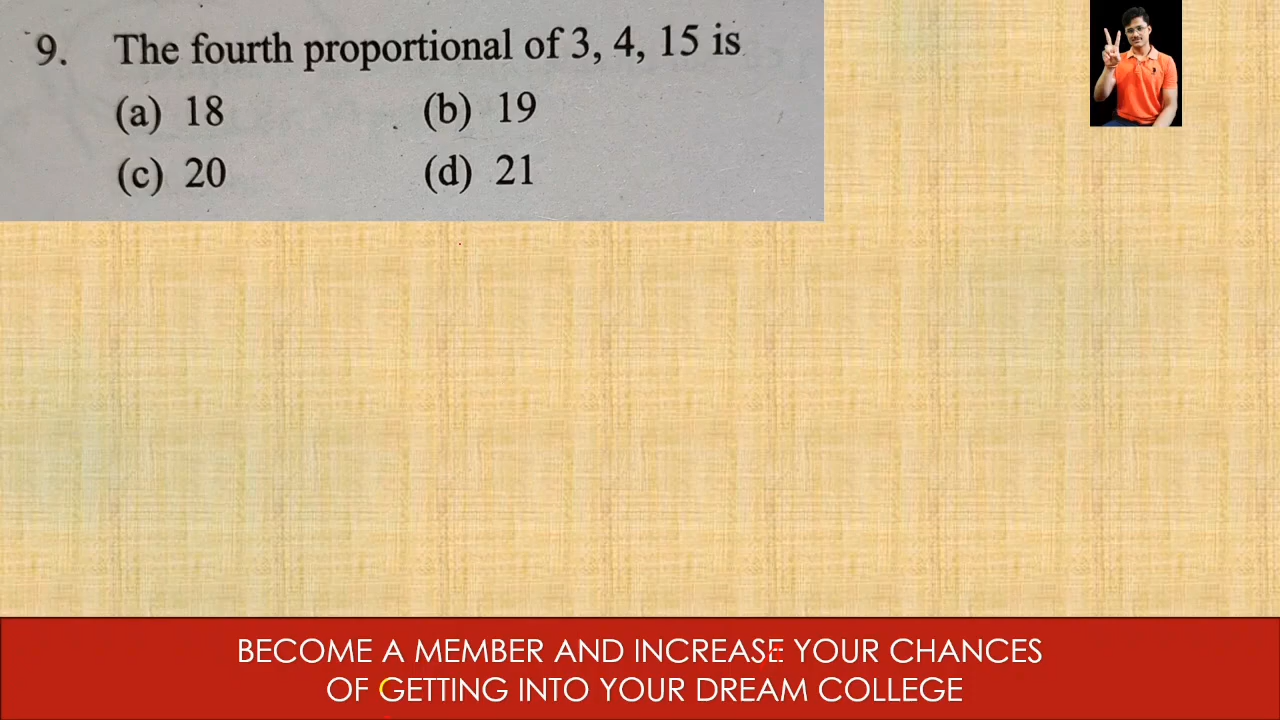 9. The fourth proportional of 3, 4, 15 is
(a) 18 (b) 19
(c) 20 (d) 21
BECOME A MEMBER AND INCREASE YOUR CHANCES
OF GETTING INTO YOUR DREAM COLLEGE